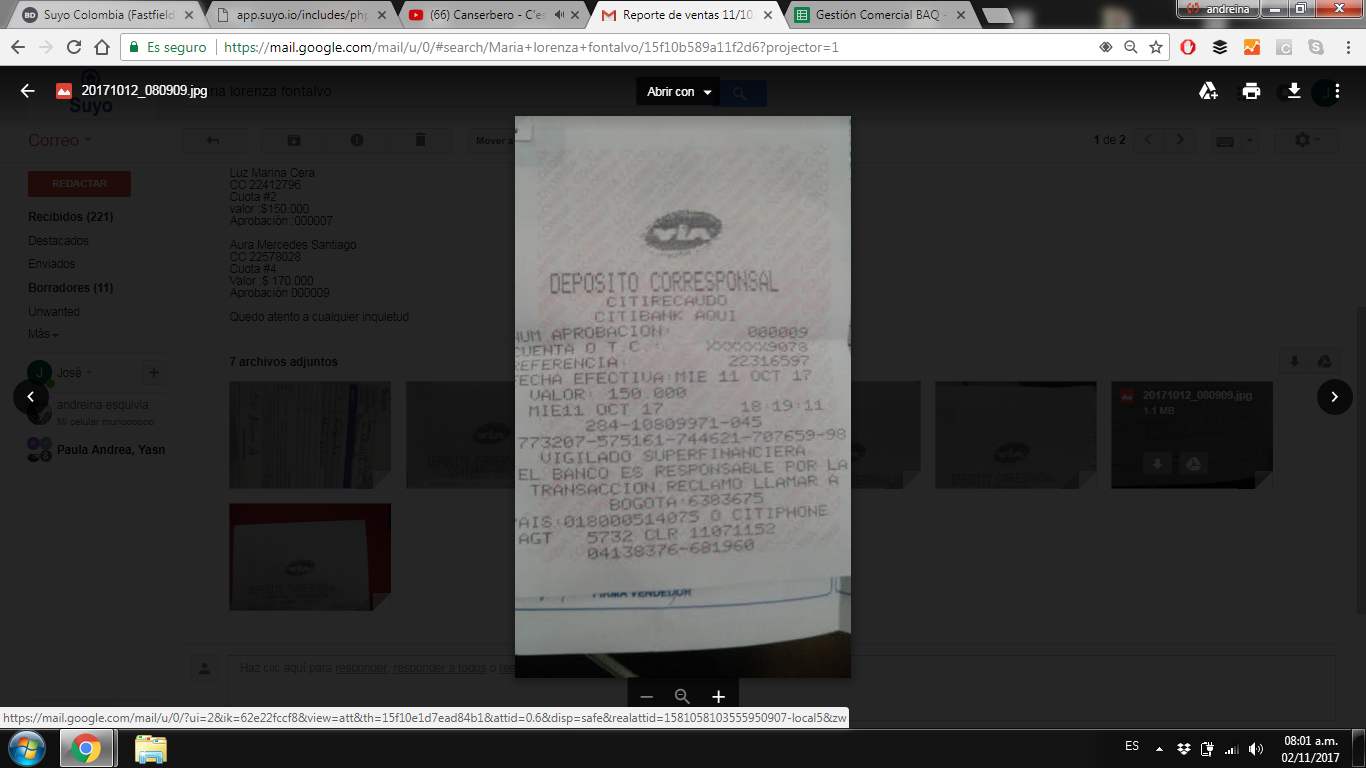 Suyo Colombia (Fastfield
app.suyo.io/includes/php
(66) Canserbero - C'es
Reporte de ventas 11/10
Gestión Comercial BAQ -
andreina
Es seguro
https://mail.google.com/mail/u/0/#search/Maria+lorenza+fontalvo/15f10b589a11f2d6?projector=1
20171012_080909.jpg
ria lorenza fontalvo
Abrir con
Suyo
Correo
Mover a
1 de 2
REDACTAR
Recibidos (221)
Destacados
Enviados
Borradores (11)
Unwanted
Más
José
andreina esquivia
Mi celular murioooooo
Paula Andrea, Yasn
Luz Marina Cera
CC 22412796
Cuota #2
valor :$150.000
Aprobación :000007
Aura Mercedes Santiago
CC 22578028
Cuota #4
Valor :$ 170.000
Aprobación 000009
Quedo atento a cualquier inquietud
7 archivos adjuntos
20171012_080909.jpg
1.1 MB
vía
DEPOSITO CORRESPONSAL
CITIRECAUDO
CITIBANK AQUI
NUM APROBACION: 000009
CUENTA O T.C.: XXXXXX9078
REFERENCIA: 22316597
FECHA EFECTIVA:MIE 11 OCT 17
VALOR: 150.000
MIE11 OCT 17 18:19:11
284-10809971-045
773207-575161-744621-707659-98
VIGILADO SUPERFINANCIERA
EL BANCO ES RESPONSABLE POR LA
TRANSACCION.RECLAMO LLAMAR A
BOGOTA:6383675
PAIS:018000514075 O CITIPHONE
AGT 5732 CLR 11071152
04138376-681960
FIRMA VENDEDOR
Haz clic aquí para responder, responder a todos o re
https://mail.google.com/mail/u/0/?ui=2&ik=62e22fccf8&view=att&th=15f10e1d7ead84b1&attid=0.6&disp=safe&realattid=1581058103555950907-local5&zw
ES
08:01 a.m.
02/11/2017